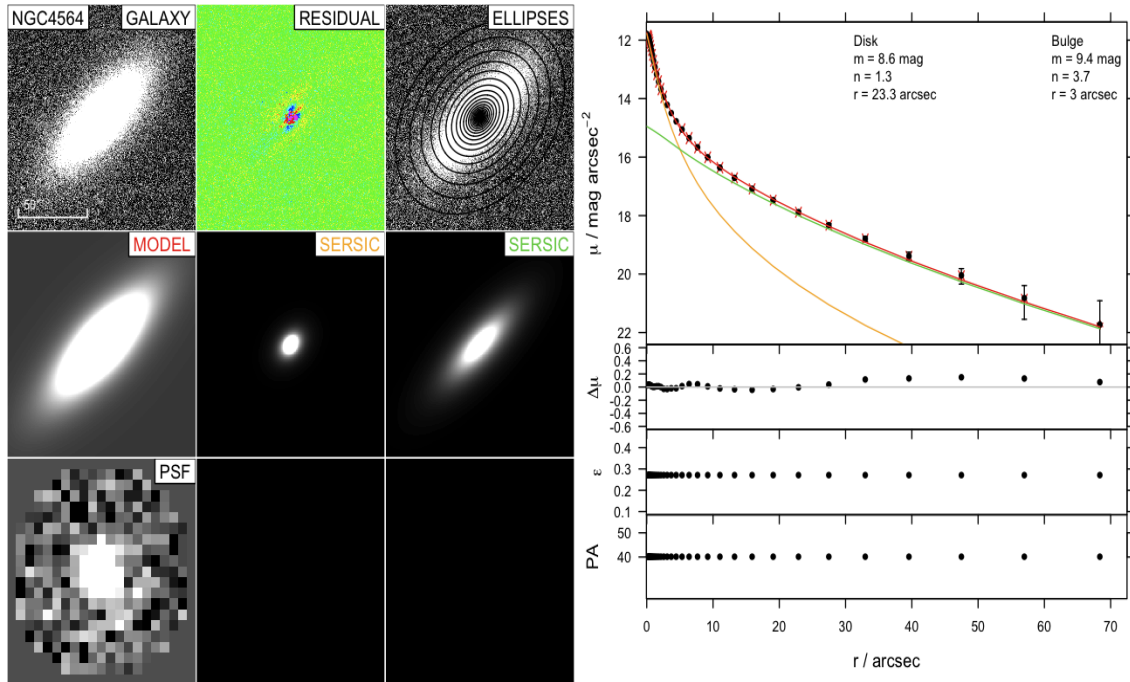 NGC4564
GALAXY
RESIDUAL
ELLIPSES
50"
MODEL
SERSIC
SERSIC
PSF
Disk
m = 8.6 mag
n = 1.3
r = 23.3 arcsec
Bulge
m = 9.4 mag
n = 3.7
r = 3 arcsec
μ / mag arcsec⁻²
12
14
16
18
20
22
Δμ
0.6
0.4
0.2
0.0
-0.2
-0.4
-0.6
ε
0.4
0.3
0.2
0.1
PA
50
40
0
10
20
30
40
50
60
70
r / arcsec